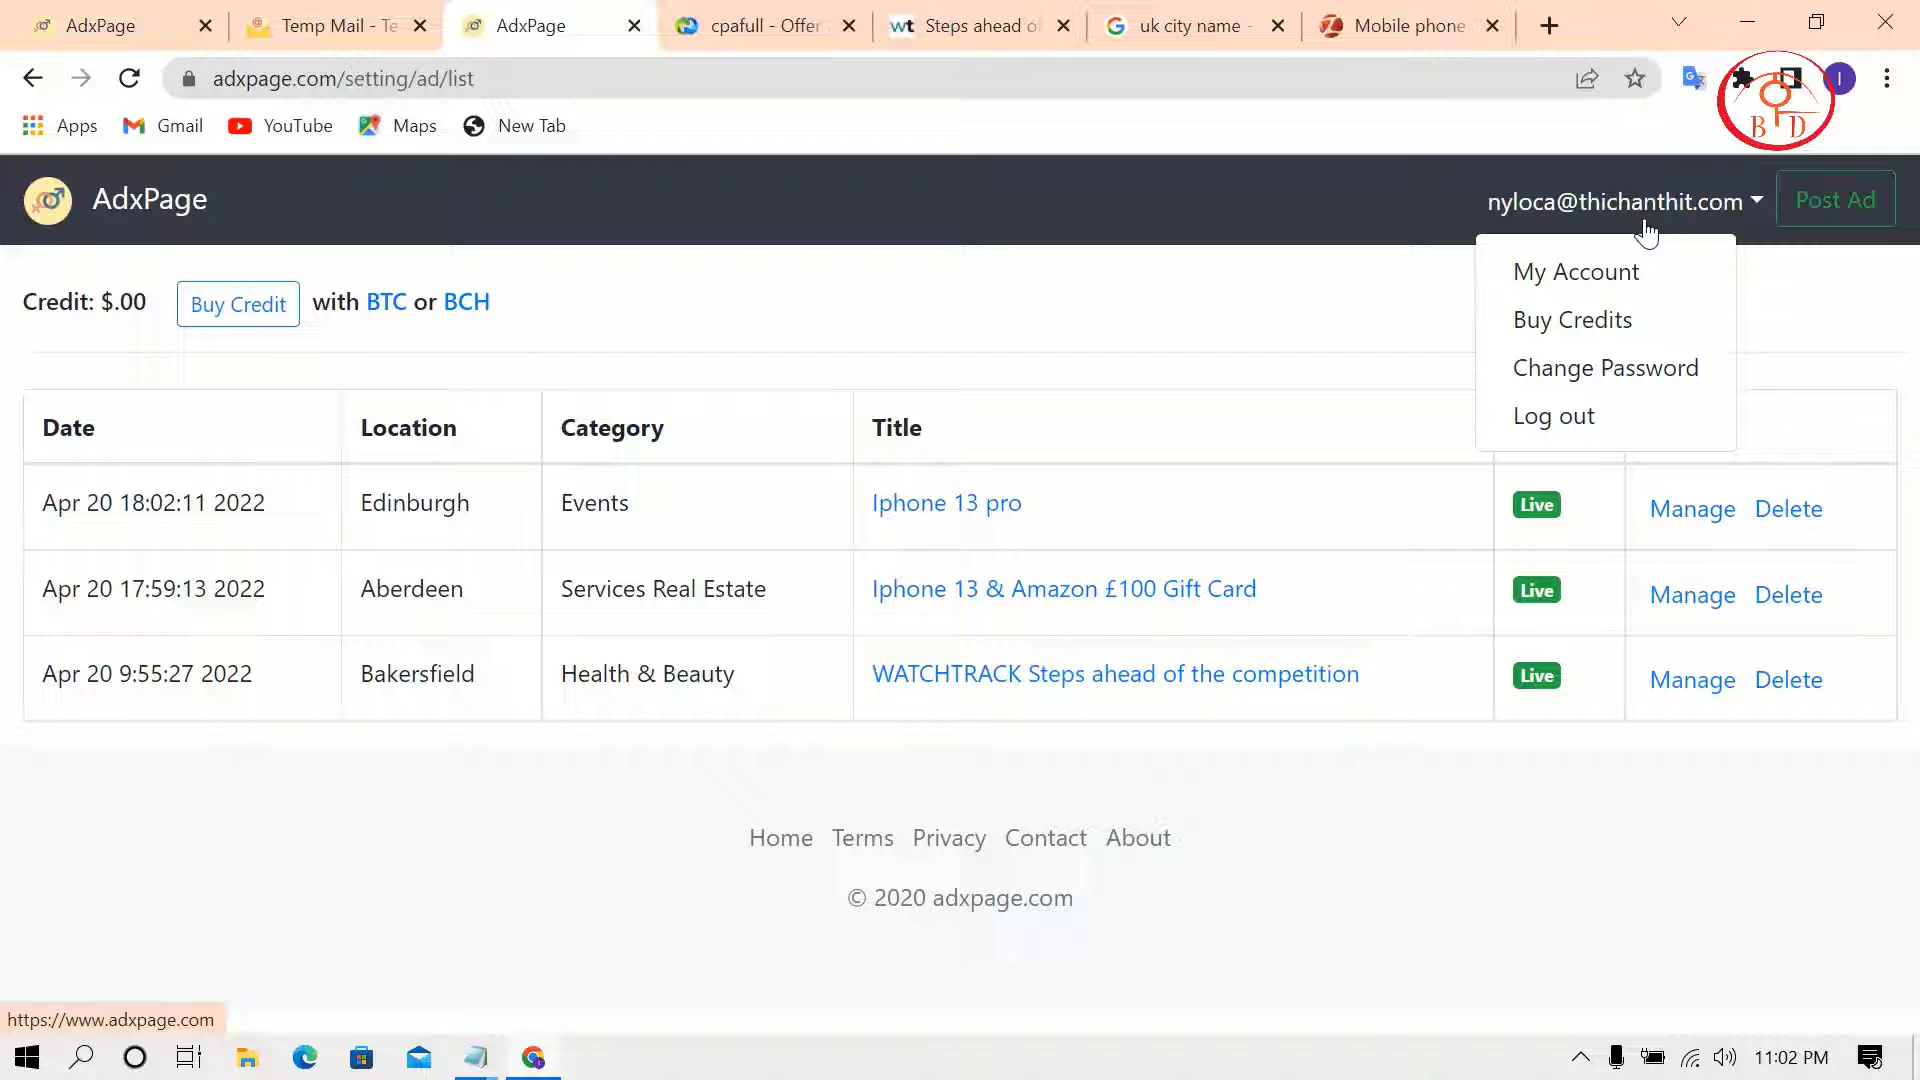 AdxPage
Temp Mail - Te
AdxPage
cpafull - Offer
wt Steps ahead of
uk city name -
Mobile phone
adxpage.com/setting/ad/list
I
Apps Gmail YouTube Maps New Tab
B D
AdxPage
nyloca@thichanthit.com
Post Ad
My Account
Buy Credits
Change Password
Log out
Credit: $.00 Buy Credit with BTC or BCH
Date Location Category Title
Apr 20 18:02:11 2022 Edinburgh Events Iphone 13 pro Live Manage Delete
Apr 20 17:59:13 2022 Aberdeen Services Real Estate Iphone 13 & Amazon £100 Gift Card Live Manage Delete
Apr 20 9:55:27 2022 Bakersfield Health & Beauty WATCHTRACK Steps ahead of the competition Live Manage Delete
Home Terms Privacy Contact About
© 2020 adxpage.com
https://www.adxpage.com
11:02 PM